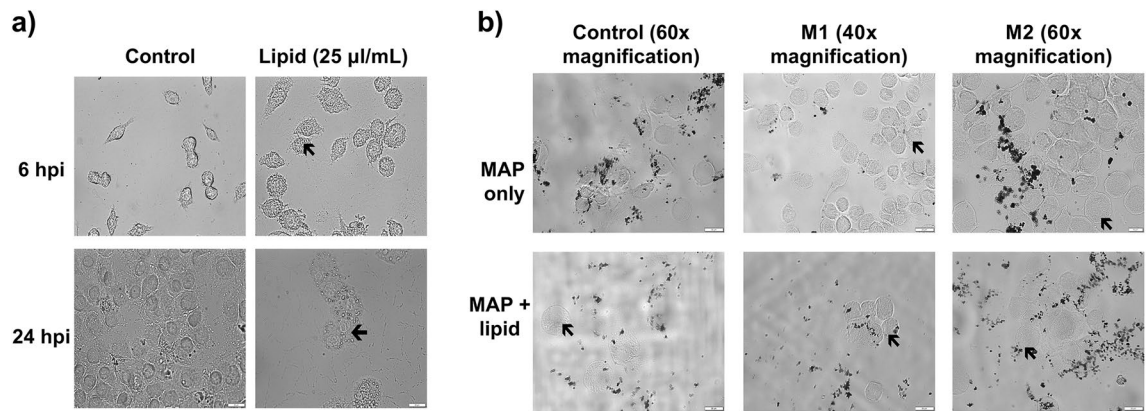 a)
Control
Lipid (25 µl/mL)
6 hpi
24 hpi
b)
Control (60x
magnification)
M1 (40x
magnification)
M2 (60x
magnification)
MAP
only
MAP +
lipid